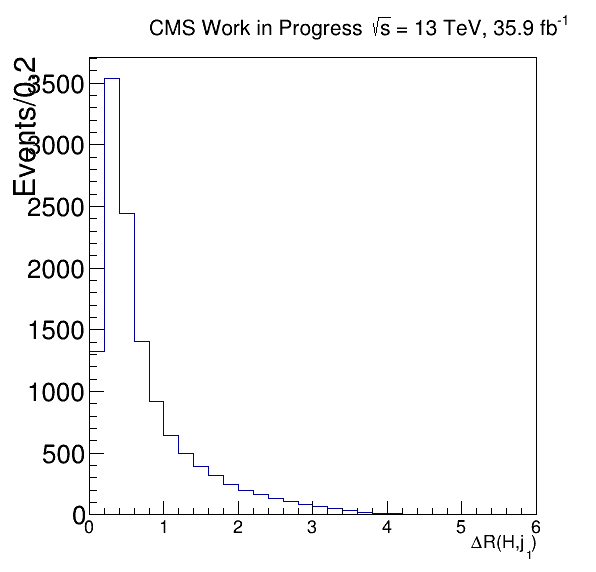 CMS Work in Progress √s = 13 TeV, 35.9 fb⁻¹
Events/0.2
3500
3000
2500
2000
1500
1000
500
0
0 1 2 3 4 5 6
ΔR(H,j₁)